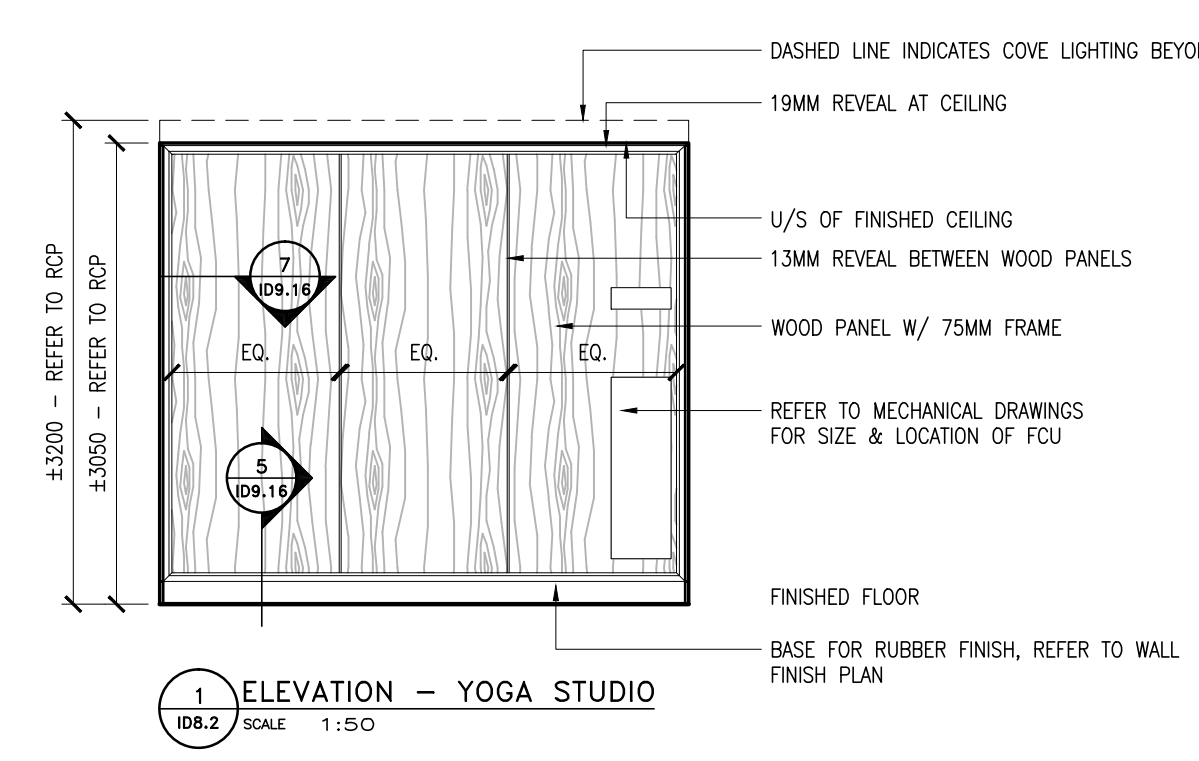 DASHED LINE INDICATES COVE LIGHTING
19MM REVEAL AT CEILING
U/S OF FINISHED CEILING
13MM REVEAL BETWEEN WOOD PANELS
WOOD PANEL W/ 75MM FRAME
REFER TO MECHANICAL DRAWINGS
FOR SIZE & LOCATION OF FCU
FINISHED FLOOR
BASE FOR RUBBER FINISH, REFER TO WALL
FINISH PLAN
±3200 - REFER TO RCP
±3050 - REFER TO RCP
7
ID9.16
EQ.
EQ.
EQ.
5
ID9.16
1
ID8.2
ELEVATION - YOGA STUDIO
SCALE 1:50